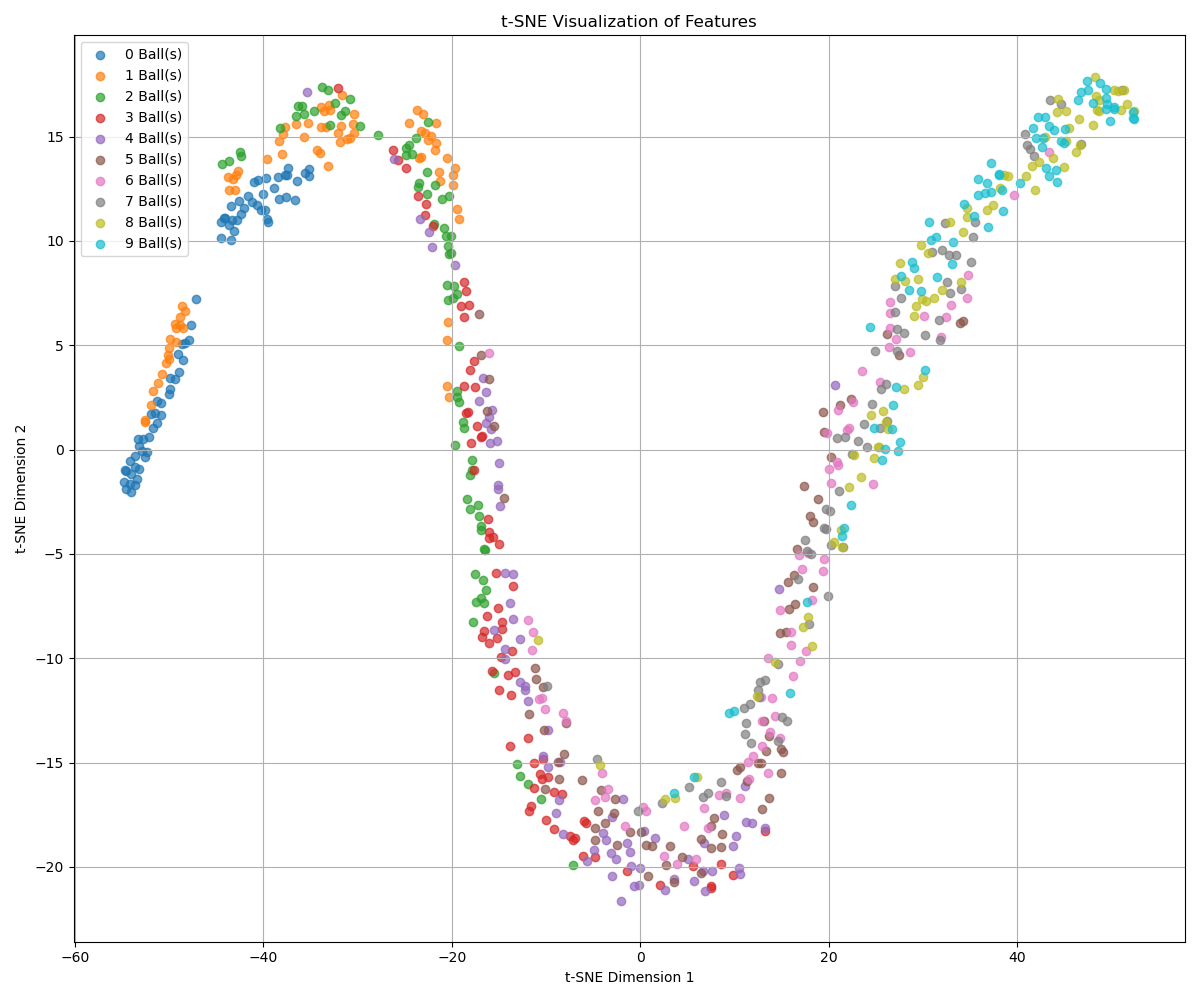 t-SNE Visualization of Features
0 Ball(s)
1 Ball(s)
2 Ball(s)
3 Ball(s)
4 Ball(s)
5 Ball(s)
6 Ball(s)
7 Ball(s)
8 Ball(s)
9 Ball(s)
15
10
5
0
−5
−10
−15
−20
t-SNE Dimension 2
−60
−40
−20
0
20
40
t-SNE Dimension 1